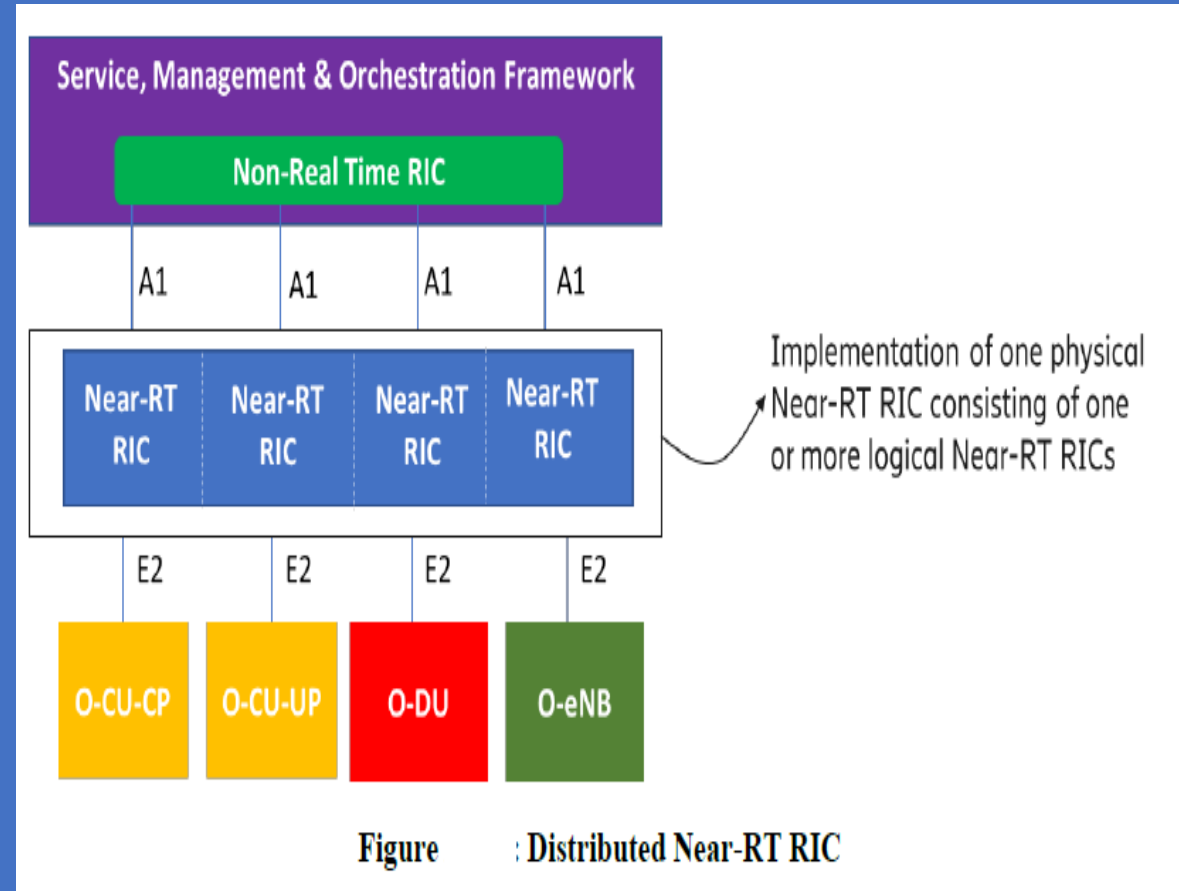 Service, Management & Orchestration Framework
Non-Real Time RIC
A1 A1 A1 A1
Near-RT Near-RT Near-RT Near-RT
RIC RIC RIC RIC
Implementation of one physical
Near-RT RIC consisting of one
or more logical Near-RT RICs
E2 E2 E2 E2
O-CU-CP O-CU-UP O-DU O-eNB
Figure : Distributed Near-RT RIC